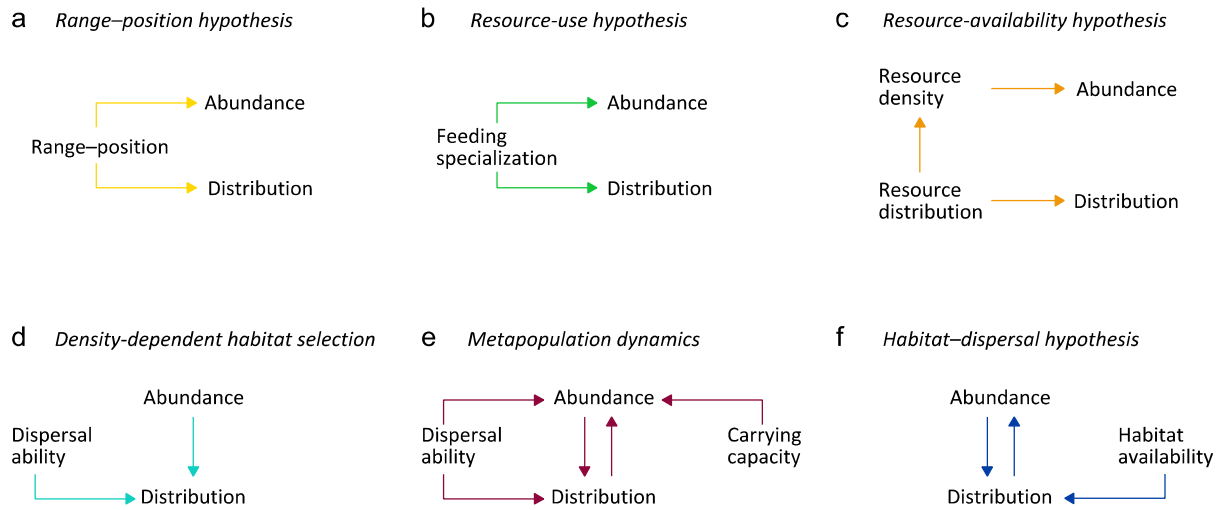 a Range–position hypothesis
Abundance
Range–position
Distribution
b Resource-use hypothesis
Abundance
Feeding
specialization
Distribution
c Resource-availability hypothesis
Resource
density
Abundance
Resource
distribution
Distribution
d Density-dependent habitat selection
Abundance
Dispersal
ability
Distribution
e Metapopulation dynamics
Abundance
Dispersal
ability
Carrying
capacity
Distribution
f Habitat–dispersal hypothesis
Abundance
Habitat
availability
Distribution